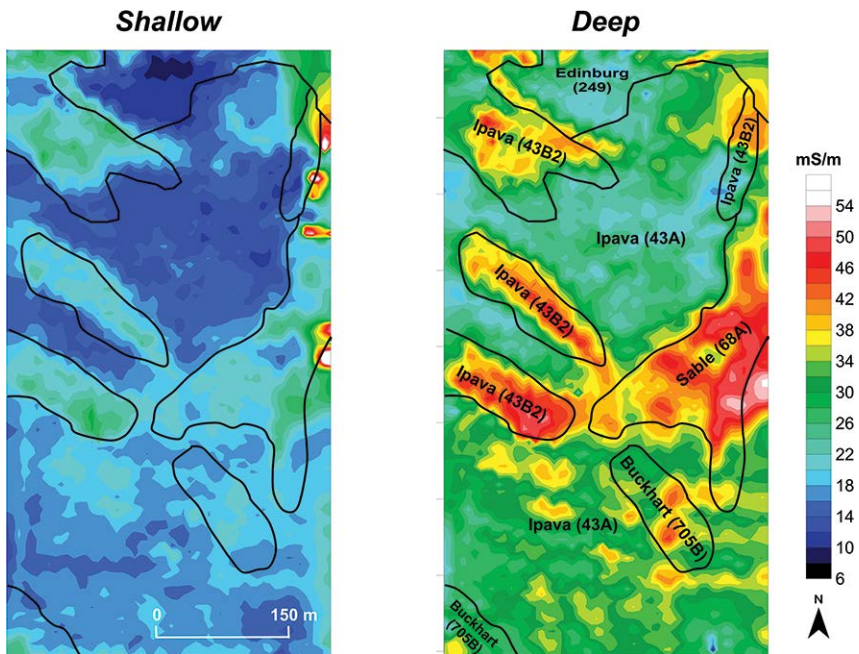 Shallow
Deep
Edinburg
(249)
Ipava (43B2)
Ipava (43B2)
Ipava (43A)
Ipava (43B2)
Sable (68A)
Ipava (43B2)
Buckhart (705B)
Ipava (43A)
Buckhart
(705B)
0 150 m
mS/m
54
50
46
42
38
34
30
26
22
18
14
10
6
N